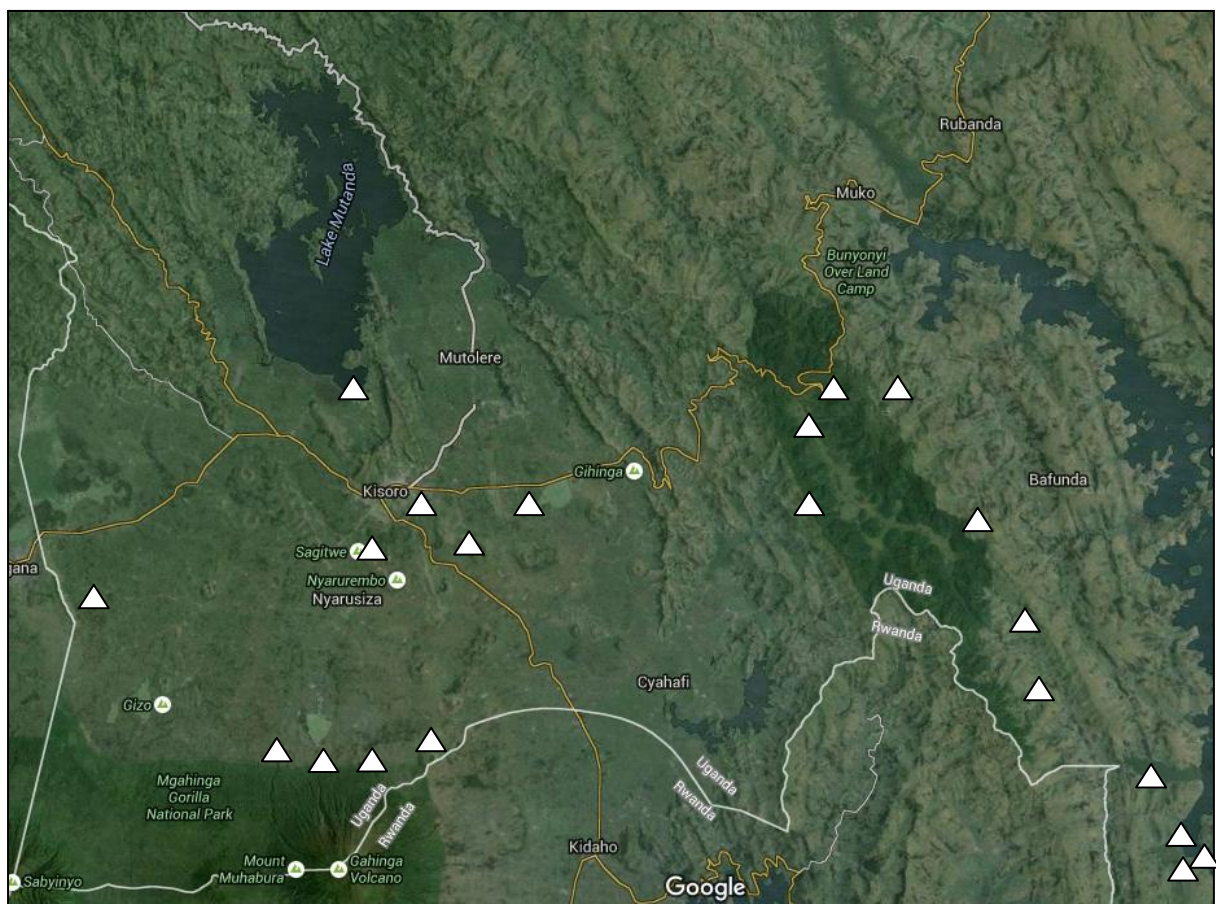 Rubanda
Muko
Lake Mutanda
Bunyonyi
Over Land
Camp
Mutolere
Gihinga
Bafunda
Kisoro
Sagitwe
gana
Nyarurembo
Nyarusiza
Uganda
Rwanda
Cyahafi
Gizo
Uganda
Rwanda
Mgahinga
Gorilla
National Park
Uganda
Rwanda
Kidaho
Mount
Muhabura
Gahinga
Volcano
Sabyinyo
Google